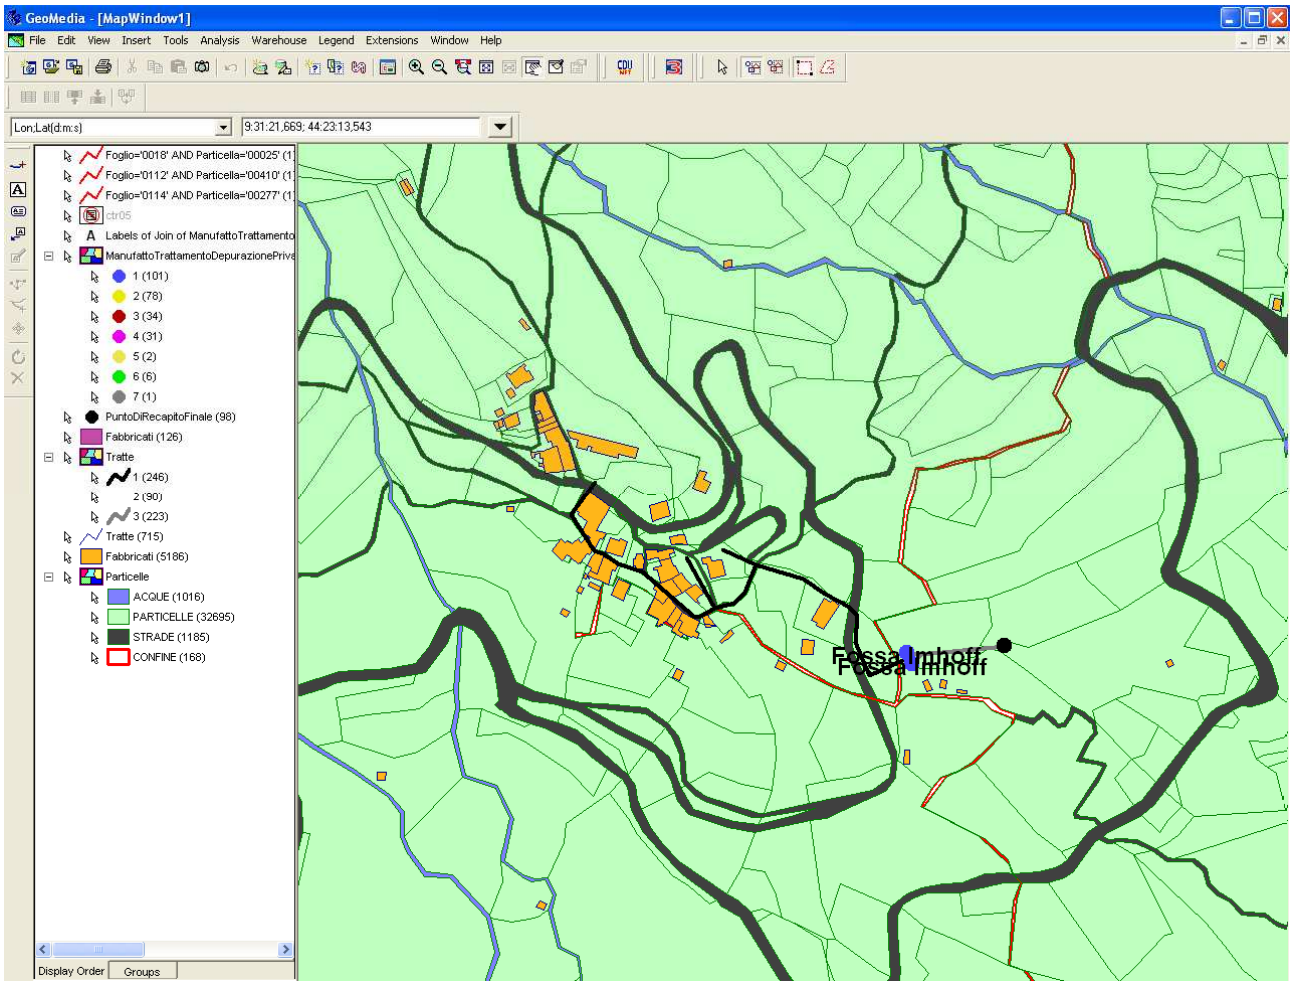 GeoMedia - [MapWindow1]
File Edit View Insert Tools Analysis Warehouse Legend Extensions Window Help
CDU
NET
Lon;Lat(d:m:s) 9:31:21,669; 44:23:13,543
Foglio='0018' AND Particella='00025' (1)
Foglio='0112' AND Particella='00410' (1)
Foglio='0114' AND Particella='00277' (1)
ctr05
A Labels of Join of ManufattoTrattamento
ManufattoTrattamentoDepurazionePriva
1 (101)
2 (78)
3 (34)
4 (31)
5 (2)
6 (6)
7 (1)
PuntoDiRecapitoFinale (98)
Fabbricati (126)
Tratte
1 (246)
2 (90)
3 (223)
Tratte (715)
Fabbricati (5186)
Particelle
ACQUE (1016)
PARTICELLE (32695)
STRADE (1185)
CONFINE (168)
Fossa Imhoff
Fossa Imhoff
Display Order Groups